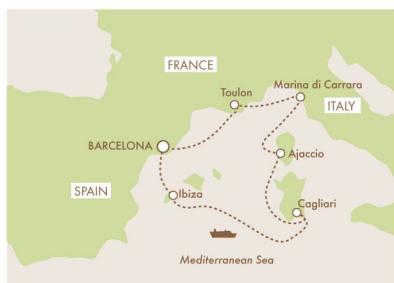 FRANCE
Toulon
Marina di Carrara
ITALY
BARCELONA
Ajaccio
SPAIN
Ibiza
Cagliari
Mediterranean Sea